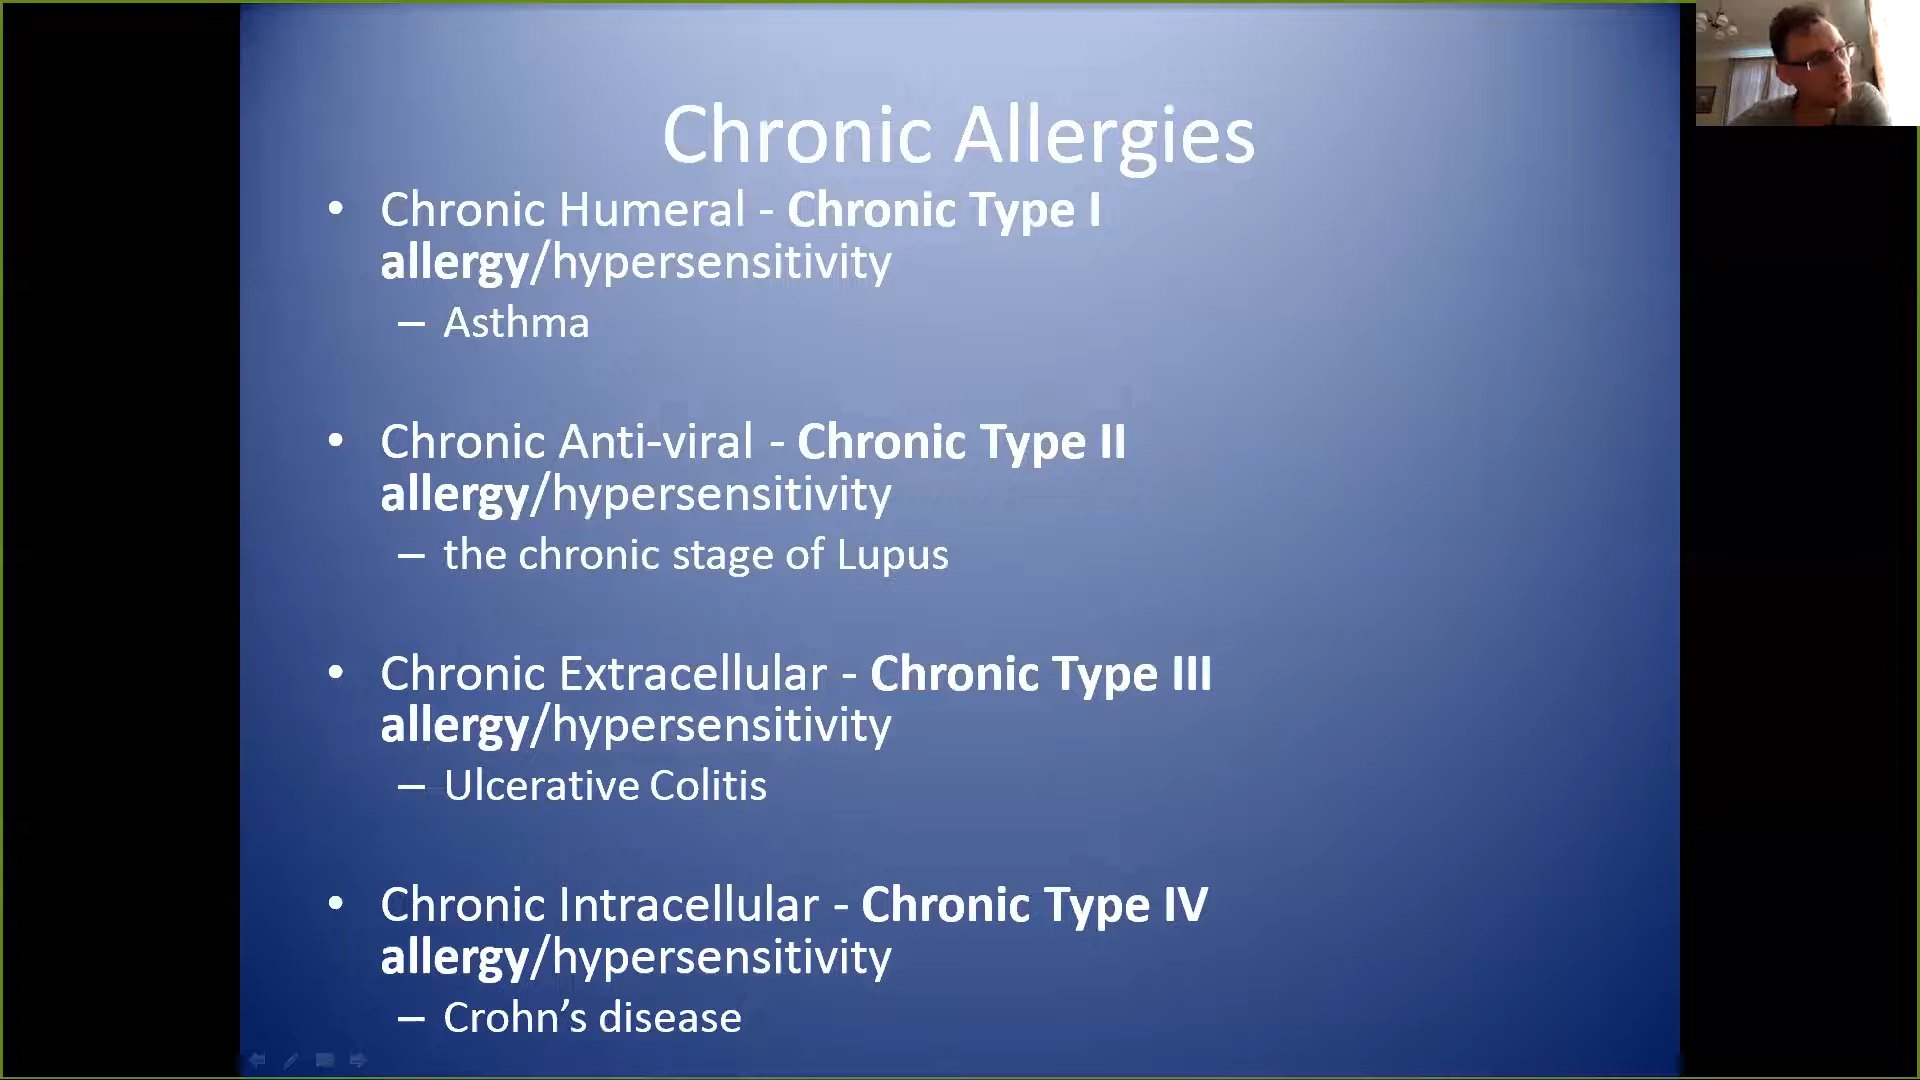 Chronic Allergies
• Chronic Humeral - Chronic Type I
allergy/hypersensitivity
– Asthma
• Chronic Anti-viral - Chronic Type II
allergy/hypersensitivity
– the chronic stage of Lupus
• Chronic Extracellular - Chronic Type III
allergy/hypersensitivity
– Ulcerative Colitis
• Chronic Intracellular - Chronic Type IV
allergy/hypersensitivity
– Crohn’s disease